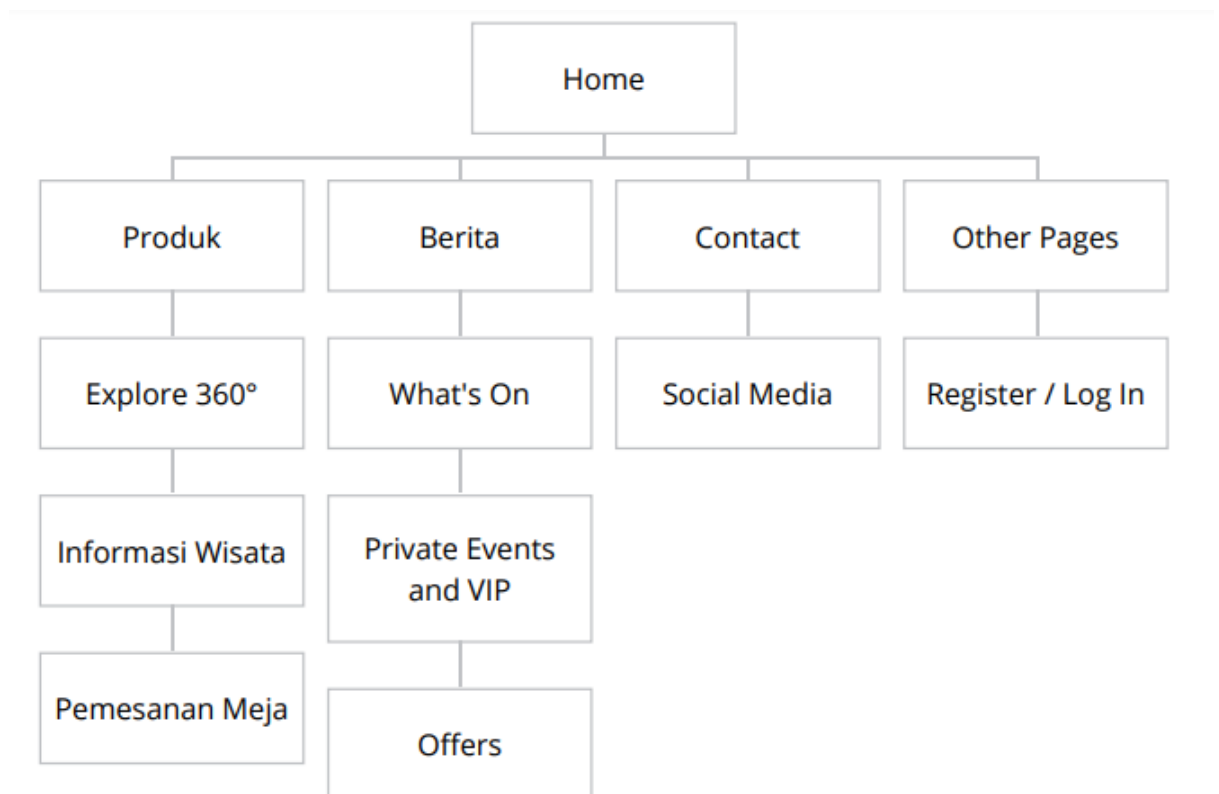 Home
Produk
Berita
Contact
Other Pages
Explore 360°
What's On
Social Media
Register / Log In
Informasi Wisata
Private Events
and VIP
Pemesanan Meja
Offers